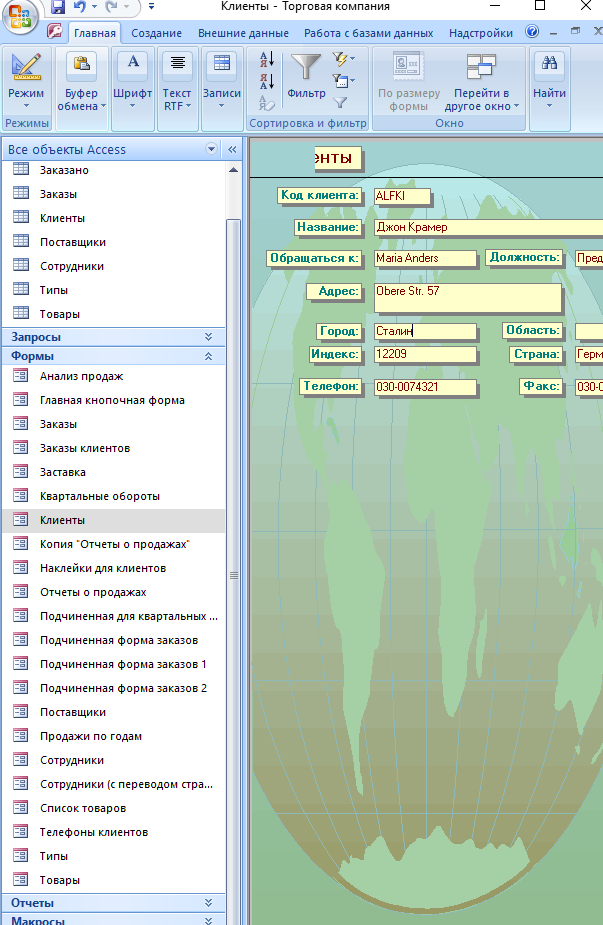 Клиенты - Торговая компания
Главная Создание Внешние данные Работа с базами данных Надстройки
Режим Буфер обмена Шрифт Текст RTF Записи Фильтр По размеру формы Перейти в другое окно Найти
Режимы Сортировка и фильтр Окно
Все объекты Access
Заказано
Заказы
Клиенты
Поставщики
Сотрудники
Типы
Товары
Запросы
Формы
Анализ продаж
Главная кнопочная форма
Заказы
Заказы клиентов
Заставка
Квартальные обороты
Клиенты
Копия "Отчеты о продажах"
Наклейки для клиентов
Отчеты о продажах
Подчиненная для квартальных ...
Подчиненная форма заказов
Подчиненная форма заказов 1
Подчиненная форма заказов 2
Поставщики
Продажи по годам
Сотрудники
Сотрудники (с переводом стра...
Список товаров
Телефоны клиентов
Типы
Товары
Отчеты
Макросы
енты
Код клиента: ALFKI
Название: Джон Крамер
Обращаться к: Maria Anders Должность: Пред
Адрес: Obere Str. 57
Город: Сталин Область:
Индекс: 12209 Страна: Герм
Телефон: 030-0074321 Факс: 030-0